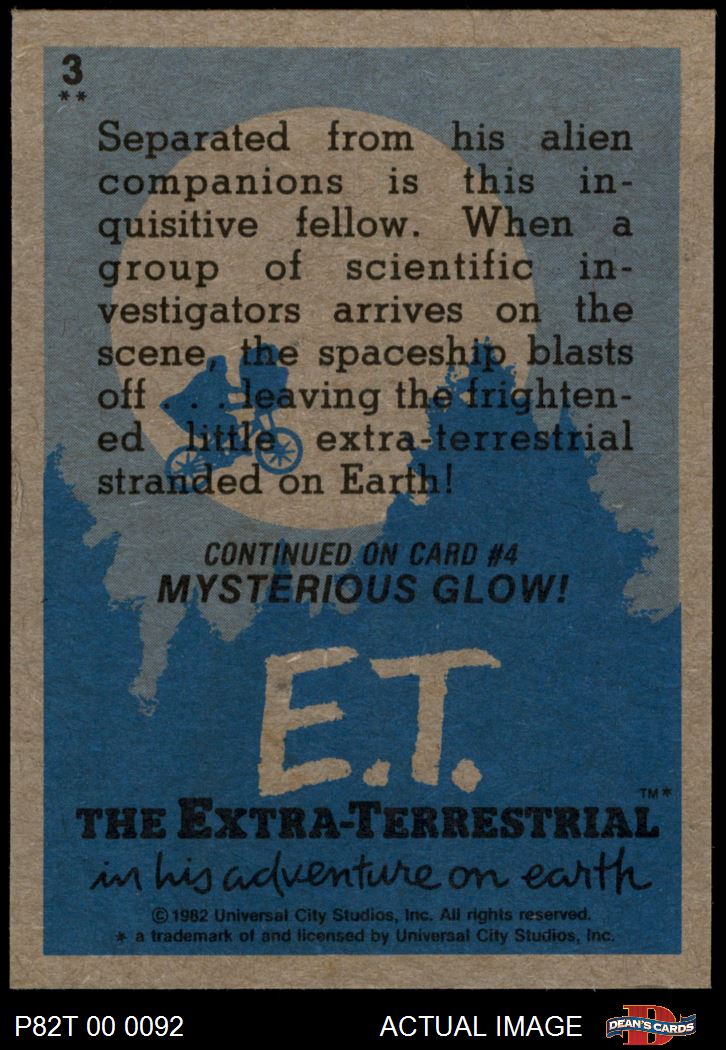 3
**
Separated from his alien
companions is this in-
quisitive fellow. When a
group of scientific in-
vestigators arrives on the
scene, the spaceship blasts
off . . . leaving the frighten-
ed little extra-terrestrial
stranded on Earth!
CONTINUED ON CARD #4
MYSTERIOUS GLOW!
E.T.
THE EXTRA-TERRESTRIAL™*
in his adventure on earth
© 1982 Universal City Studios, Inc. All rights reserved.
* a trademark of and licensed by Universal City Studios, Inc.
P82T 00 0092 ACTUAL IMAGE D DEAN'S CARDS